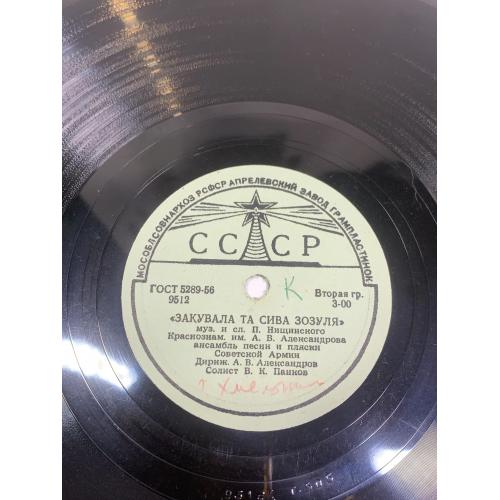 МОСОБЛСОВНАРХОЗ РСФСР АПРЕЛЕВСКИЙ ЗАВОД ГРАМПЛАСТИНОК
СССР
ГОСТ 5289-56
9512
К
Вторая гр.
3-00
«ЗАКУВАЛА ТА СИВА ЗОЗУЛЯ»
муз. и сл. П. Нищинского
Краснознам. им. А. В. Александрова
ансамбль песни и пляски
Советской Армии
Дириж. А. В. Александров
Солист В. К. Панков